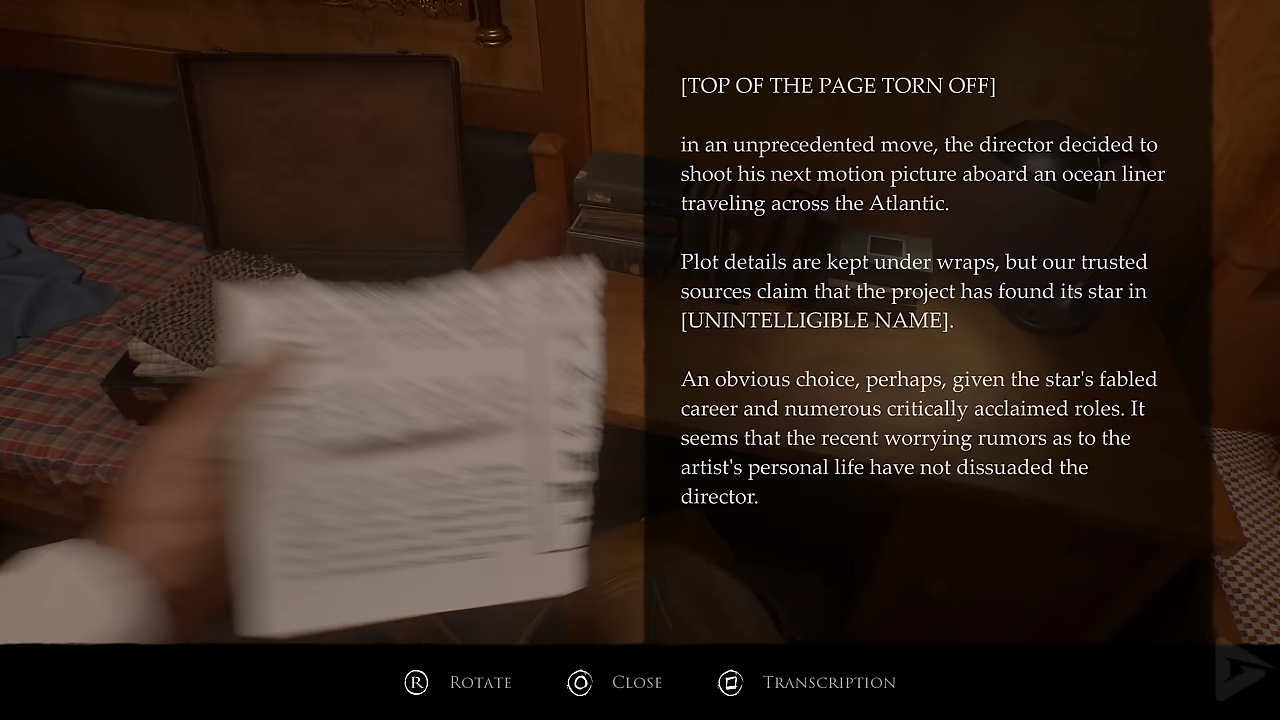 [TOP OF THE PAGE TORN OFF]
in an unprecedented move, the director decided to
shoot his next motion picture aboard an ocean liner
traveling across the Atlantic.
Plot details are kept under wraps, but our trusted
sources claim that the project has found its star in
[UNINTELLIGIBLE NAME].
An obvious choice, perhaps, given the star's fabled
career and numerous critically acclaimed roles. It
seems that the recent worrying rumors as to the
artist's personal life have not dissuaded the
director.
R Rotate Close Transcription